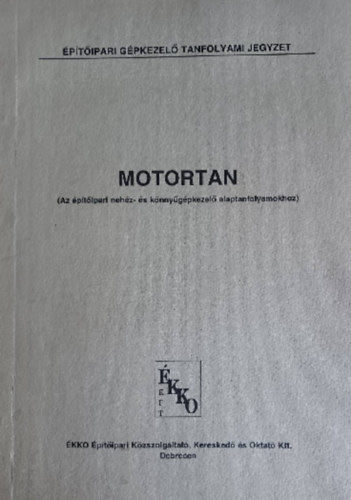 ÉPÍTŐIPARI GÉPKEZELŐ TANFOLYAMI JEGYZET
MOTORTAN
(Az építőipari nehéz- és könnyűgépkezelő alaptanfolyamokhoz)
ÉKKO
K F T
ÉKKO Építőipari Közszolgáltató, Kereskedő és Oktató Kft.
Debrecen